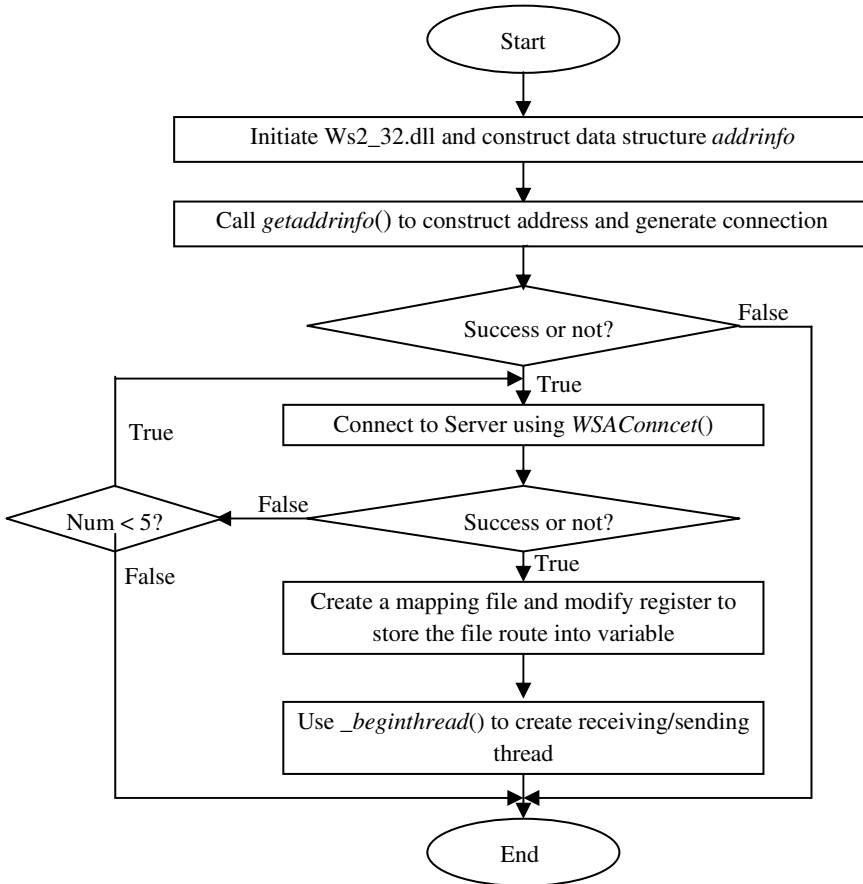 Start
Initiate Ws2_32.dll and construct data structure addrinfo
Call getaddrinfo() to construct address and generate connection
Success or not?
False
True
Connect to Server using WSAConncet()
True
Success or not?
False
Num < 5?
True
False
Create a mapping file and modify register to
store the file route into variable
Use _beginthread() to create receiving/sending
thread
End